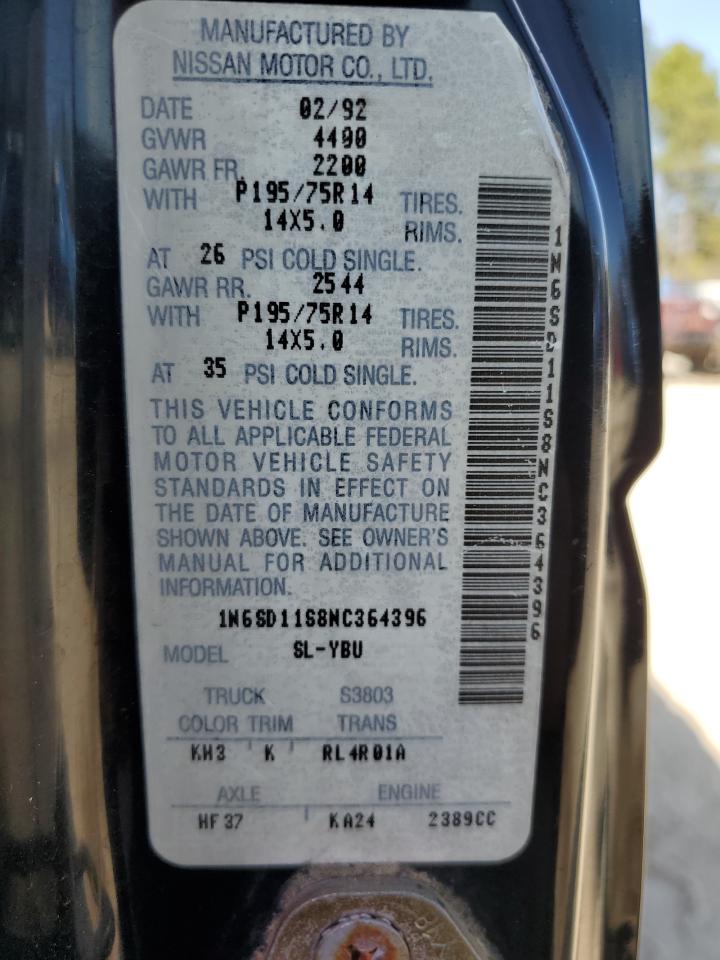 MANUFACTURED BY
NISSAN MOTOR CO., LTD.
DATE 02/92
GVWR 4400
GAWR FR. 2200
WITH P195/75R14 TIRES.
14X5.0 RIMS.
AT 26 PSI COLD SINGLE.
GAWR RR. 2544
WITH P195/75R14 TIRES.
14X5.0 RIMS.
AT 35 PSI COLD SINGLE.
THIS VEHICLE CONFORMS
TO ALL APPLICABLE FEDERAL
MOTOR VEHICLE SAFETY
STANDARDS IN EFFECT ON
THE DATE OF MANUFACTURE
SHOWN ABOVE. SEE OWNER'S
MANUAL FOR ADDITIONAL
INFORMATION.
1N6SD11S8NC364396
MODEL SL-YBU
TRUCK S3803
COLOR TRIM TRANS
KH3 K RL4R01A
AXLE ENGINE
HF37 KA24 2389CC
1N6SD11S8NC364396